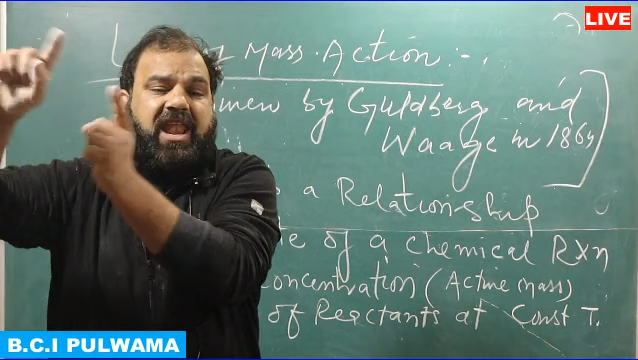 LIVE
Mass. Action :-
by Guldberg and
Waage in 1864
a Relationship
of a chemical RXn
oncentration (Active mass)
of Reactants at Const T.
B.C.I PULWAMA